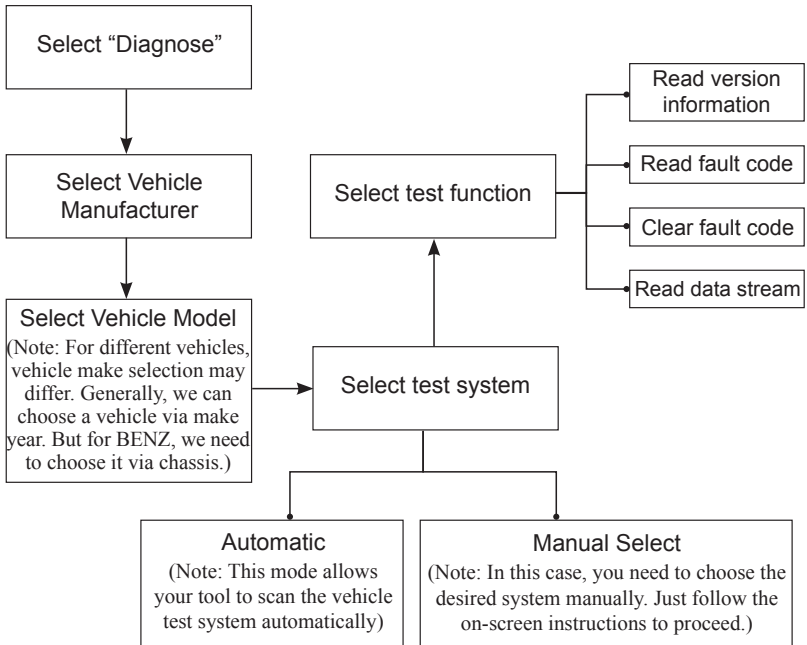 Select “Diagnose”
Select Vehicle
Manufacturer
Select Vehicle Model
(Note: For different vehicles,
vehicle make selection may
differ. Generally, we can
choose a vehicle via make
year. But for BENZ, we need
to choose it via chassis.)
Select test system
Automatic
(Note: This mode allows
your tool to scan the vehicle
test system automatically)
Manual Select
(Note: In this case, you need to choose the
desired system manually. Just follow the
on-screen instructions to proceed.)
Select test function
Read version
information
Read fault code
Clear fault code
Read data stream